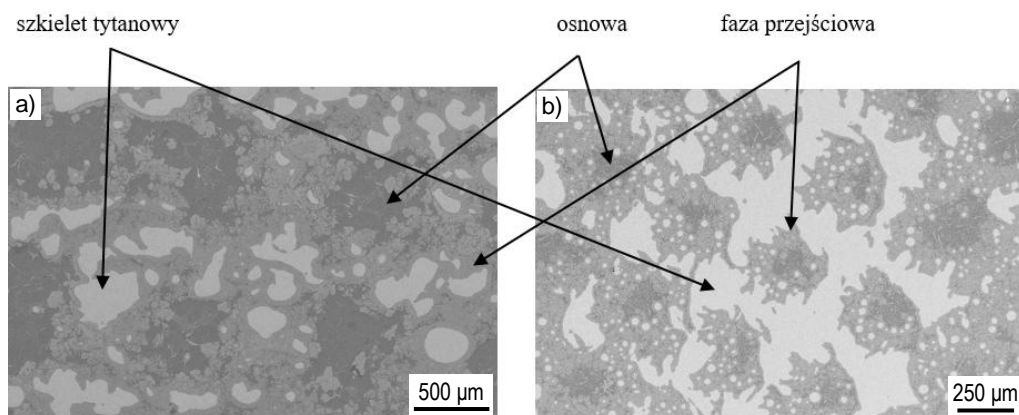 szkielet tytanowy osnowa faza przejściowa
a) b)
500 µm 250 µm